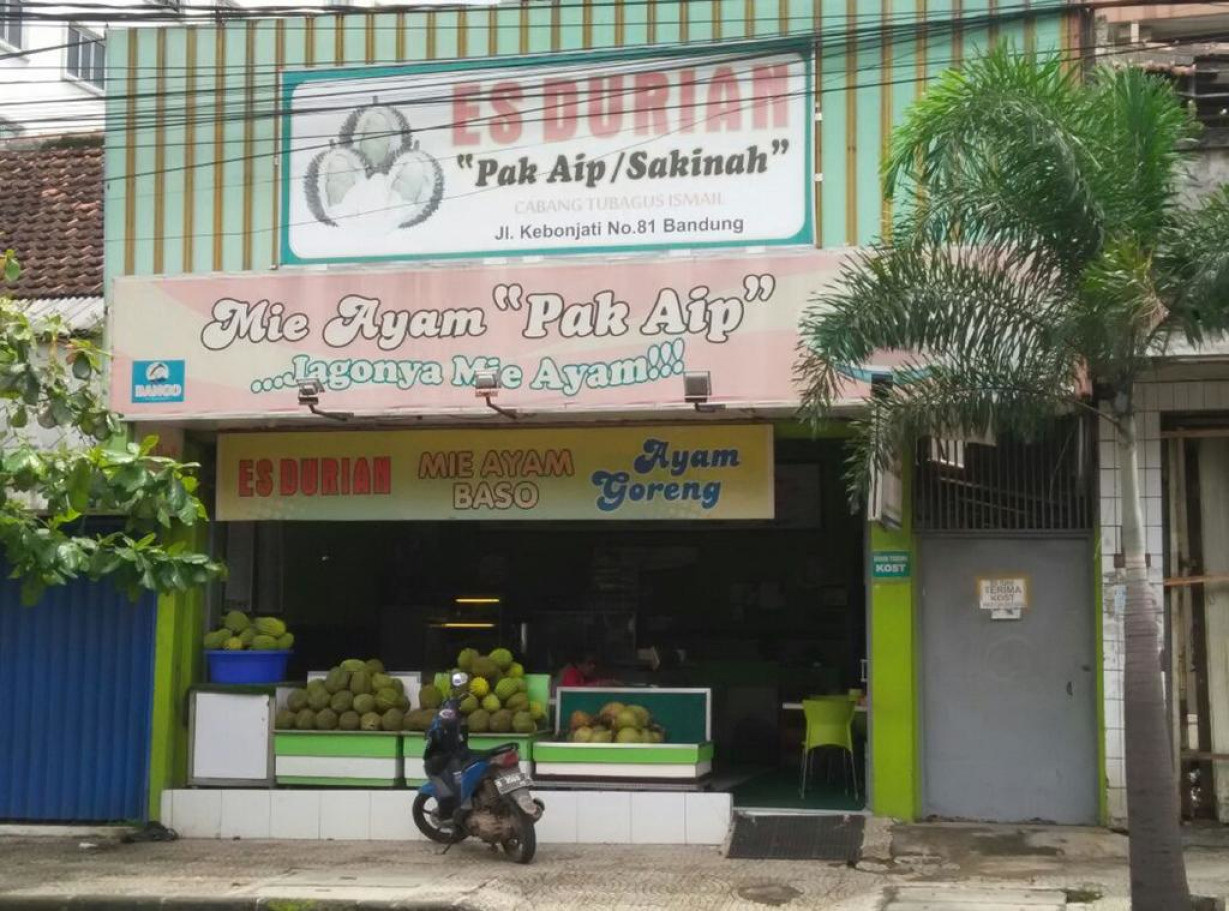 ES DURIAN
"Pak Aip/Sakinah"
CABANG TUBAGUS ISMAIL
Jl. Kebonjati No.81 Bandung
Mie Ayam "Pak Aip"
...Jagonya Mie Ayam!!!
BANGO
ES DURIAN
MIE AYAM
BASO
Ayam
Goreng
KOST
TERIMA
KOST